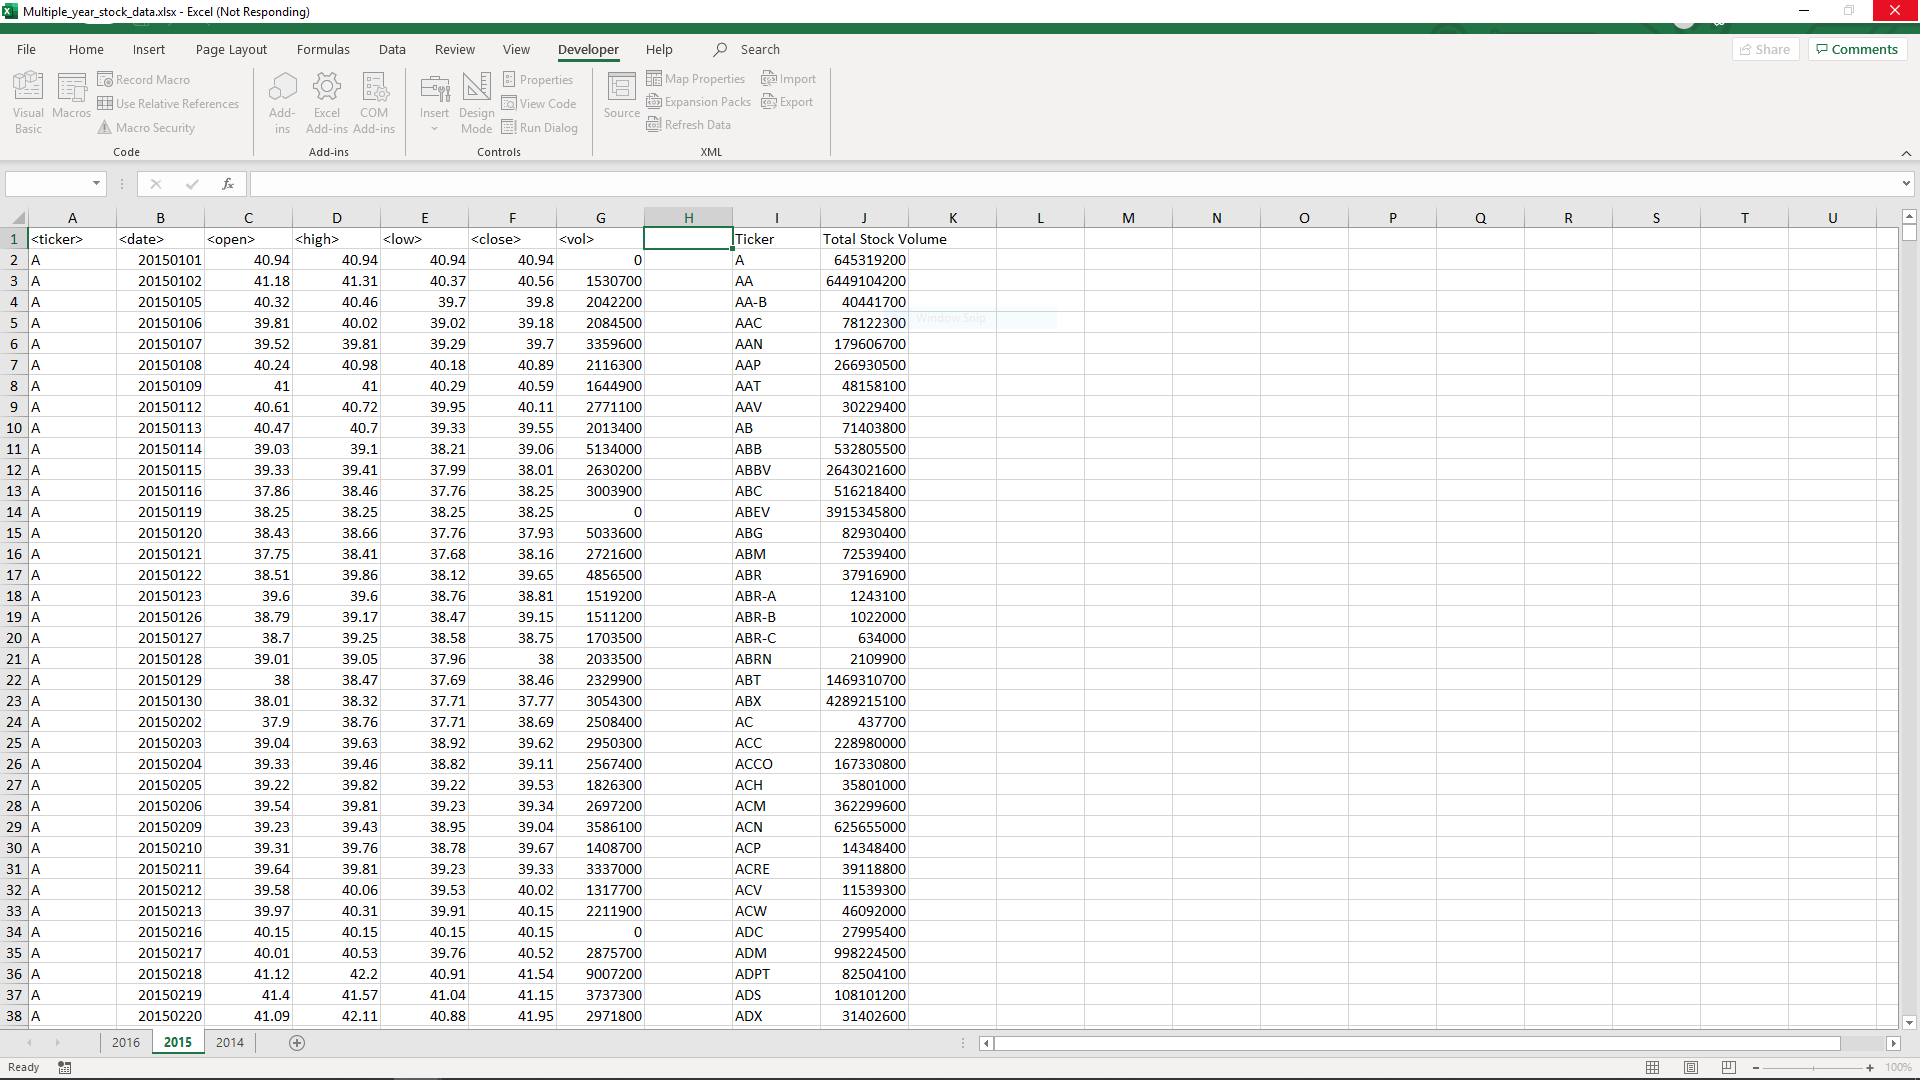 Multiple_year_stock_data.xlsx - Excel (Not Responding)
File Home Insert Page Layout Formulas Data Review View Developer Help Search Share Comments
Visual Basic Macros Record Macro Use Relative References Macro Security Code
Add-ins Excel Add-ins COM Add-ins Add-ins
Insert Design Mode Properties View Code Run Dialog Controls
Source Map Properties Expansion Packs Refresh Data Import Export XML
fx
A B C D E F G H I J K L M N O P Q R S T U
1 <ticker> <date> <open> <high> <low> <close> <vol> Ticker Total Stock Volume
2 A 20150101 40.94 40.94 40.94 40.94 0 A 645319200
3 A 20150102 41.18 41.31 40.37 40.56 1530700 AA 6449104200
4 A 20150105 40.32 40.46 39.7 39.8 2042200 AA-B 40441700
5 A 20150106 39.81 40.02 39.02 39.18 2084500 AAC 78122300 Window Snip
6 A 20150107 39.52 39.81 39.29 39.7 3359600 AAN 179606700
7 A 20150108 40.24 40.98 40.18 40.89 2116300 AAP 266930500
8 A 20150109 41 41 40.29 40.59 1644900 AAT 48158100
9 A 20150112 40.61 40.72 39.95 40.11 2771100 AAV 30229400
10 A 20150113 40.47 40.7 39.33 39.55 2013400 AB 71403800
11 A 20150114 39.03 39.1 38.21 39.06 5134000 ABB 532805500
12 A 20150115 39.33 39.41 37.99 38.01 2630200 ABBV 2643021600
13 A 20150116 37.86 38.46 37.76 38.25 3003900 ABC 516218400
14 A 20150119 38.25 38.25 38.25 38.25 0 ABEV 3915345800
15 A 20150120 38.43 38.66 37.76 37.93 5033600 ABG 82930400
16 A 20150121 37.75 38.41 37.68 38.16 2721600 ABM 72539400
17 A 20150122 38.51 39.86 38.12 39.65 4856500 ABR 37916900
18 A 20150123 39.6 39.6 38.76 38.81 1519200 ABR-A 1243100
19 A 20150126 38.79 39.17 38.47 39.15 1511200 ABR-B 1022000
20 A 20150127 38.7 39.25 38.58 38.75 1703500 ABR-C 634000
21 A 20150128 39.01 39.05 37.96 38 2033500 ABRN 2109900
22 A 20150129 38 38.47 37.69 38.46 2329900 ABT 1469310700
23 A 20150130 38.01 38.32 37.71 37.77 3054300 ABX 4289215100
24 A 20150202 37.9 38.76 37.71 38.69 2508400 AC 437700
25 A 20150203 39.04 39.63 38.92 39.62 2950300 ACC 228980000
26 A 20150204 39.33 39.46 38.82 39.11 2567400 ACCO 167330800
27 A 20150205 39.22 39.82 39.22 39.53 1826300 ACH 35801000
28 A 20150206 39.54 39.81 39.23 39.34 2697200 ACM 362299600
29 A 20150209 39.23 39.43 38.95 39.04 3586100 ACN 625655000
30 A 20150210 39.31 39.76 38.78 39.67 1408700 ACP 14348400
31 A 20150211 39.64 39.81 39.23 39.33 3337000 ACRE 39118800
32 A 20150212 39.58 40.06 39.53 40.02 1317700 ACV 11539300
33 A 20150213 39.97 40.31 39.91 40.15 2211900 ACW 46092000
34 A 20150216 40.15 40.15 40.15 40.15 0 ADC 27995400
35 A 20150217 40.01 40.53 39.76 40.52 2875700 ADM 998224500
36 A 20150218 41.12 42.2 40.91 41.54 9007200 ADPT 82504100
37 A 20150219 41.4 41.57 41.04 41.15 3737300 ADS 108101200
38 A 20150220 41.09 42.11 40.88 41.95 2971800 ADX 31402600
2016 2015 2014
Ready 100%